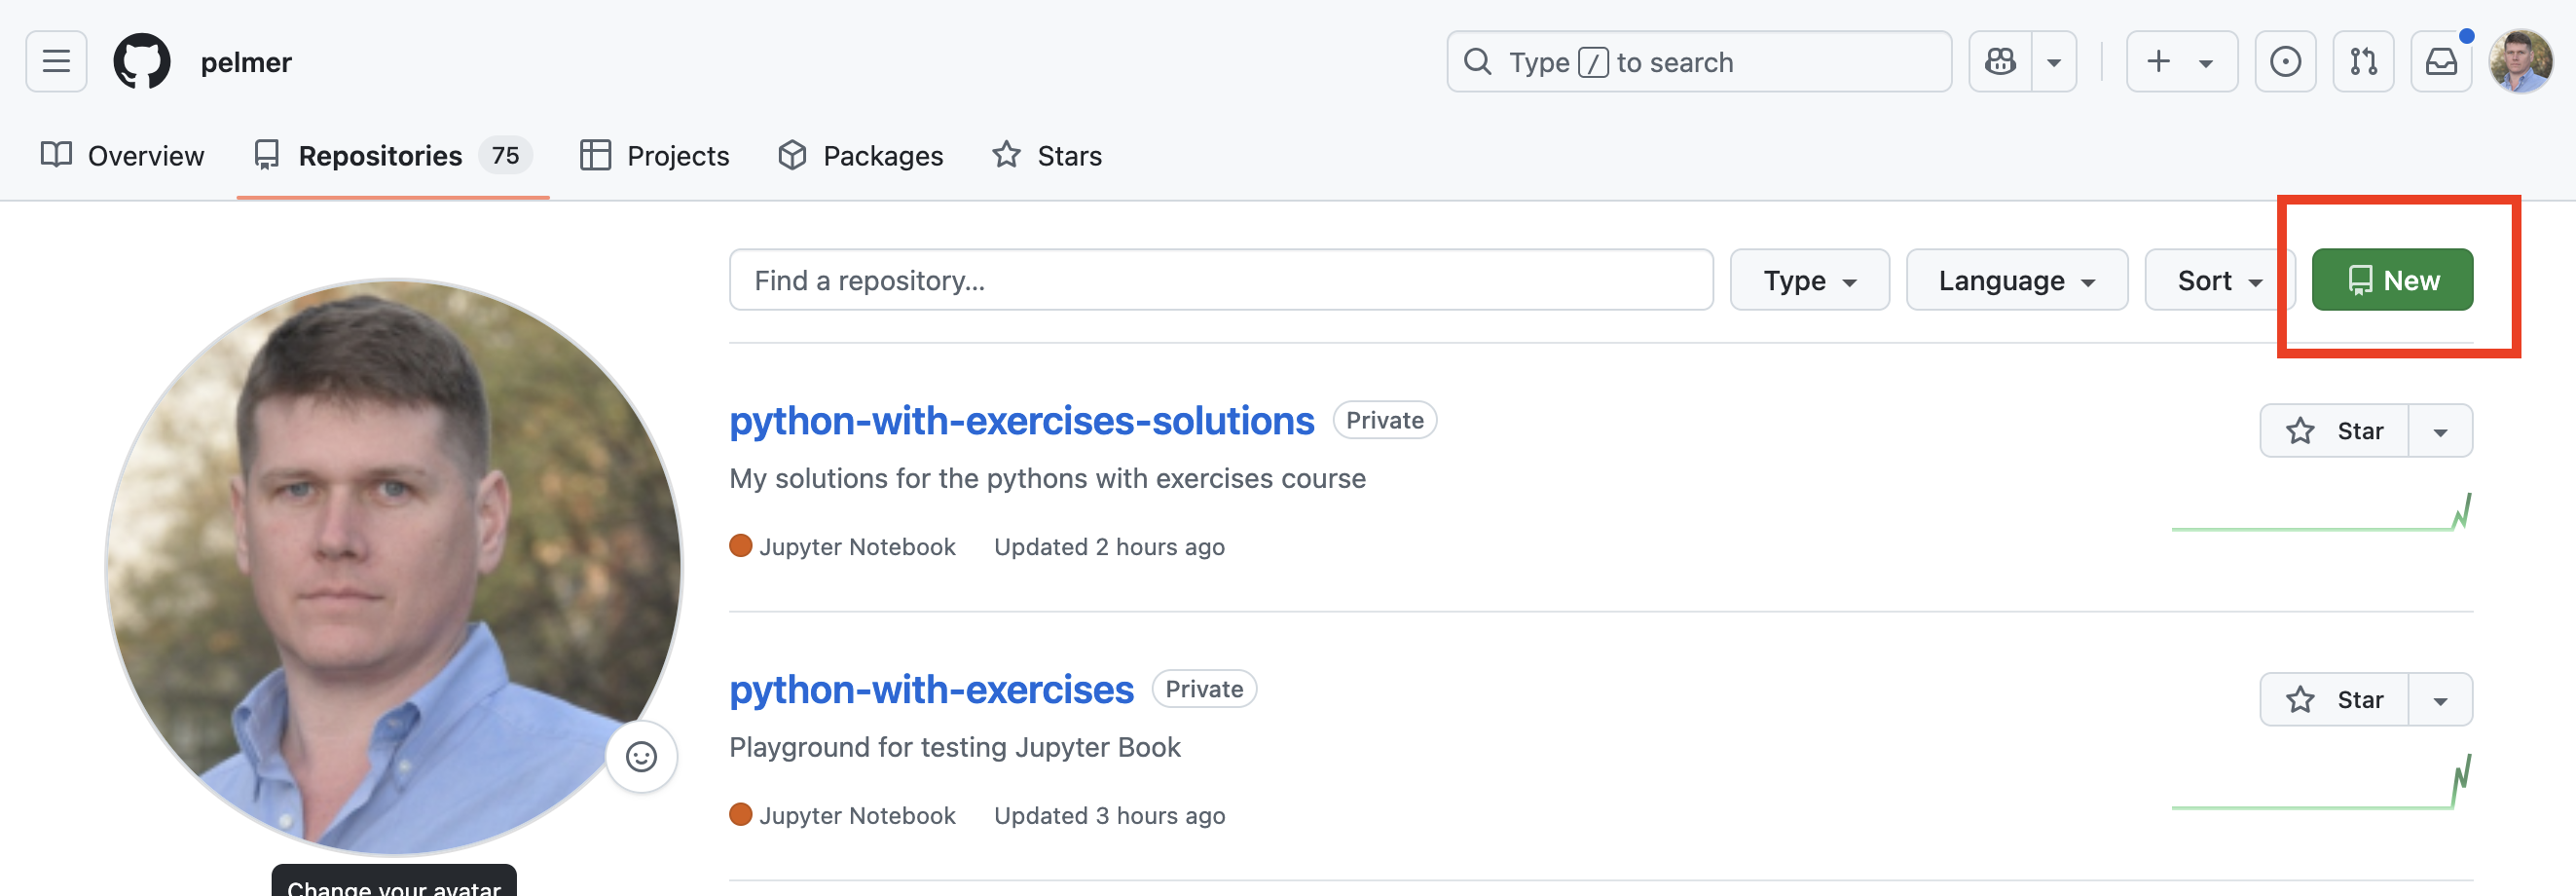 pelmer
Type / to search
Overview
Repositories 75
Projects
Packages
Stars
Find a repository...
Type
Language
Sort
New
python-with-exercises-solutions Private
Star
My solutions for the pythons with exercises course
Jupyter Notebook Updated 2 hours ago
python-with-exercises Private
Star
Playground for testing Jupyter Book
Jupyter Notebook Updated 3 hours ago
Change your avatar